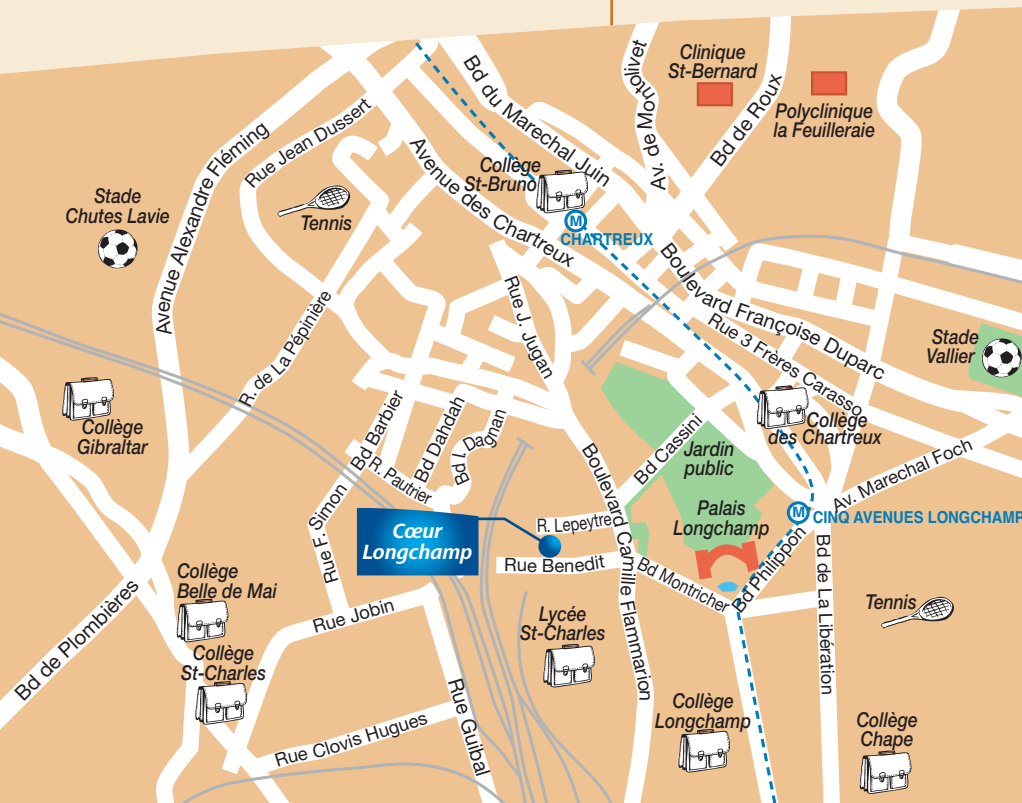 Clinique
St-Bernard
Polyclinique
la Feuilleraie
Bd du Marechal Juin
Av. de Montolivet
Bd de Roux
Avenue Alexandre Fléming
Rue Jean Dussert
Avenue des Chartreux
Collège
St-Bruno
M
CHARTREUX
Stade
Chutes Lavie
Tennis
Rue J. Jugan
Boulevard Françoise Duparc
Rue 3 Frères Carasso
Stade
Vallier
R. de La Pépinière
Collège
Gibraltar
Bd Barbier
Bd Dahdah
Bd I. Dagnan
R. Pautrier
Rue F. Simon
Bd Cassini
Jardin
public
Collège
des Chartreux
Av. Marechal Foch
Palais
Longchamp
M
CINQ AVENUES LONGCHAMP
Cœur
Longchamp
R. Lepeytre
Rue Benedit
Boulevard Camille Flammarion
Bd Montricher
Bd Philippon
Bd de La Libération
Tennis
Collège
Belle de Mai
Bd de Plombières
Rue Jobin
Lycée
St-Charles
Collège
St-Charles
Rue Clovis Hugues
Rue Guibal
Collège
Longchamp
Collège
Chape